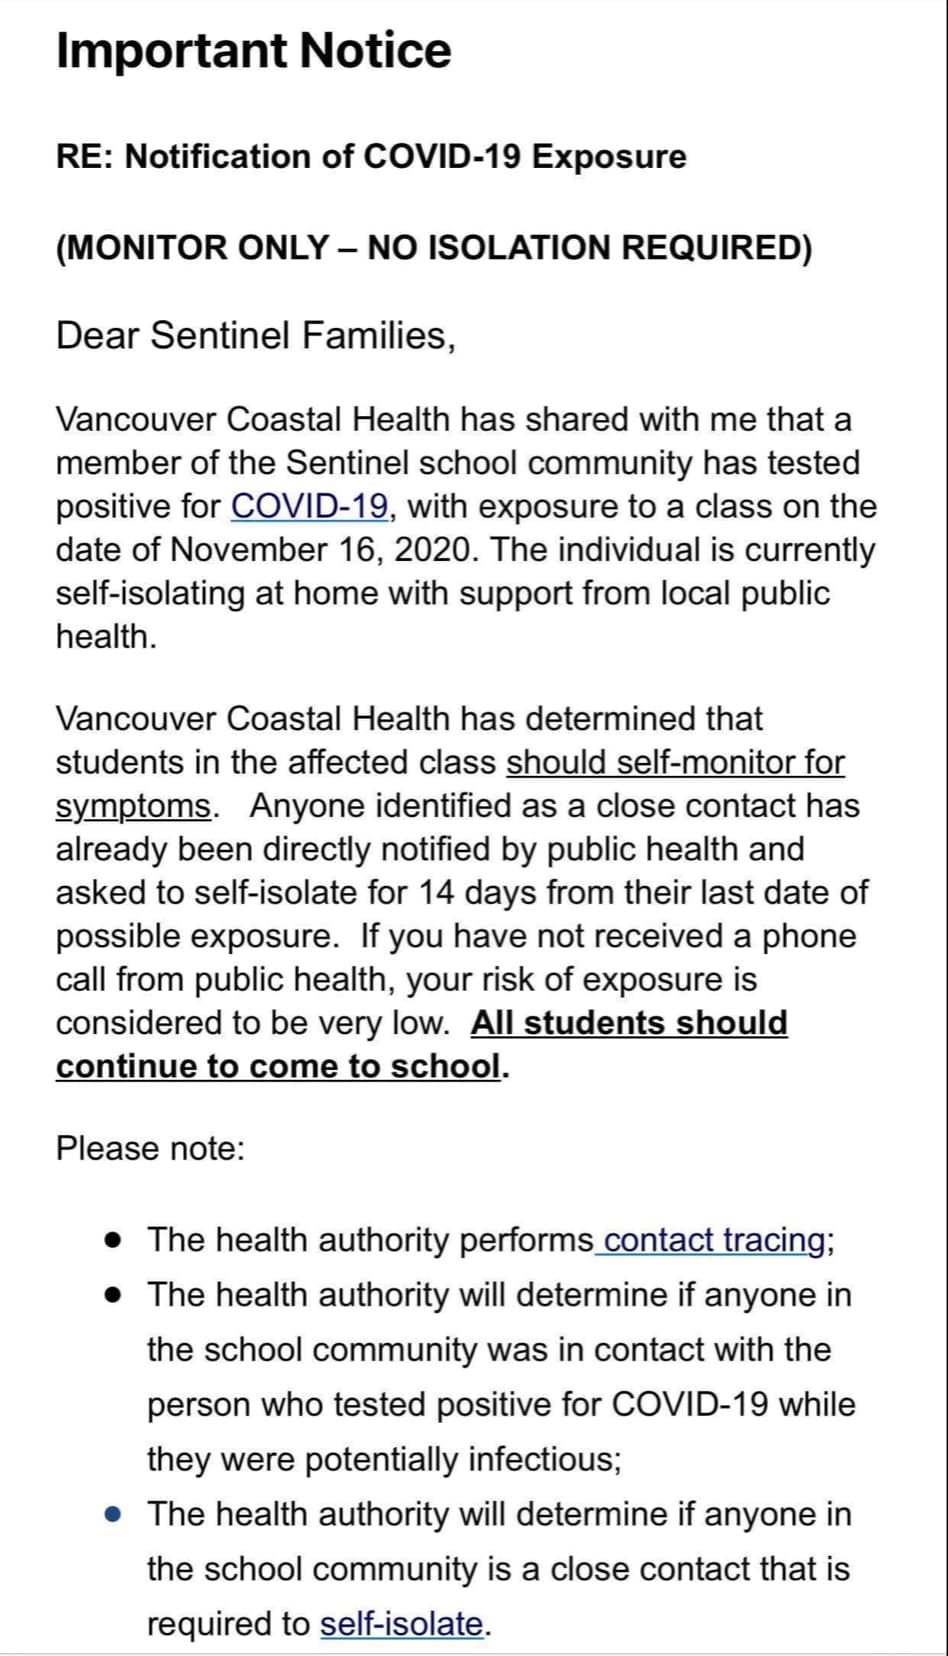 Important Notice
RE: Notification of COVID-19 Exposure
(MONITOR ONLY – NO ISOLATION REQUIRED)
Dear Sentinel Families,
Vancouver Coastal Health has shared with me that a
member of the Sentinel school community has tested
positive for COVID-19, with exposure to a class on the
date of November 16, 2020. The individual is currently
self-isolating at home with support from local public
health.
Vancouver Coastal Health has determined that
students in the affected class should self-monitor for
symptoms.   Anyone identified as a close contact has
already been directly notified by public health and
asked to self-isolate for 14 days from their last date of
possible exposure.  If you have not received a phone
call from public health, your risk of exposure is
considered to be very low.  All students should
continue to come to school.
Please note:
● The health authority performs contact tracing;
● The health authority will determine if anyone in
the school community was in contact with the
person who tested positive for COVID-19 while
they were potentially infectious;
● The health authority will determine if anyone in
the school community is a close contact that is
required to self-isolate.